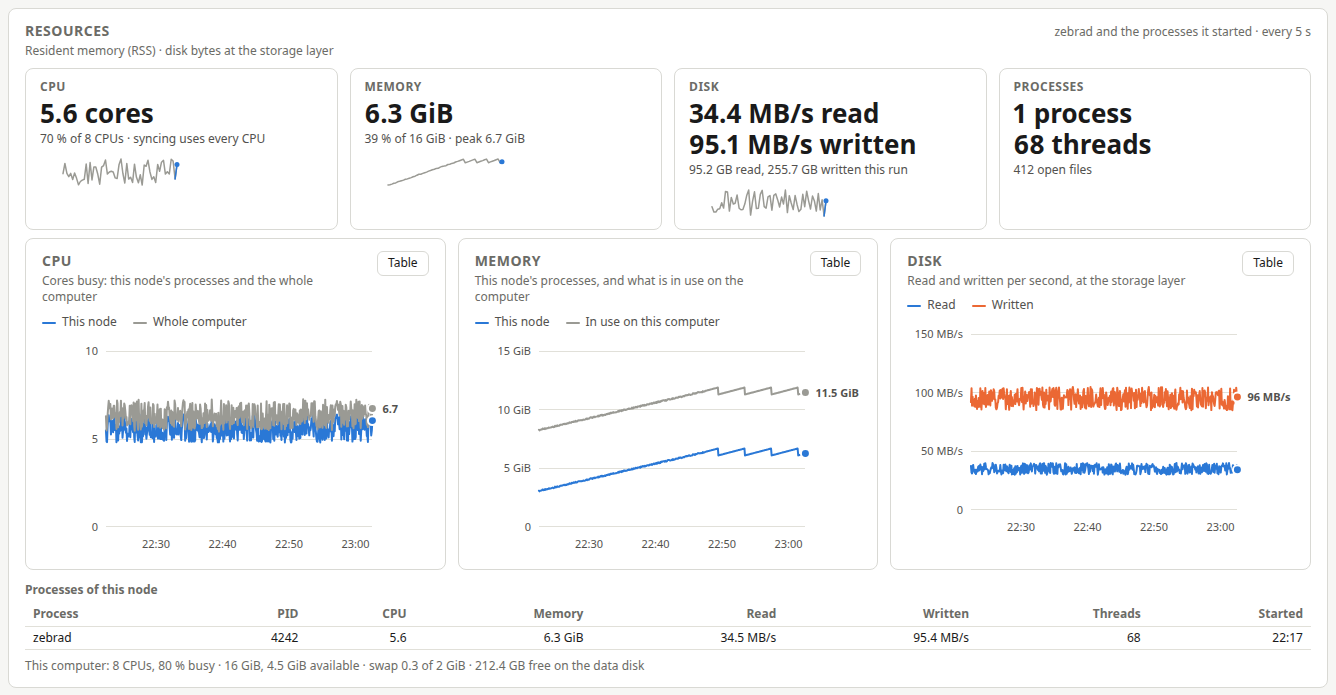 RESOURCES
zebrad and the processes it started · every 5 s
Resident memory (RSS) · disk bytes at the storage layer
CPU
5.6 cores
70 % of 8 CPUs · syncing uses every CPU
MEMORY
6.3 GiB
39 % of 16 GiB · peak 6.7 GiB
DISK
34.4 MB/s read
95.1 MB/s written
95.2 GB read, 255.7 GB written this run
PROCESSES
1 process
68 threads
412 open files
CPU
Table
Cores busy: this node's processes and the whole
computer
This node
Whole computer
10
5
0
6.7
22:30 22:40 22:50 23:00
MEMORY
Table
This node's processes, and what is in use on the
computer
This node
In use on this computer
15 GiB
10 GiB
5 GiB
0
11.5 GiB
22:30 22:40 22:50 23:00
DISK
Table
Read and written per second, at the storage layer
Read
Written
150 MB/s
100 MB/s
50 MB/s
0
96 MB/s
22:30 22:40 22:50 23:00
Processes of this node
Process PID CPU Memory Read Written Threads Started
zebrad 4242 5.6 6.3 GiB 34.5 MB/s 95.4 MB/s 68 22:17
This computer: 8 CPUs, 80 % busy · 16 GiB, 4.5 GiB available · swap 0.3 of 2 GiB · 212.4 GB free on the data disk